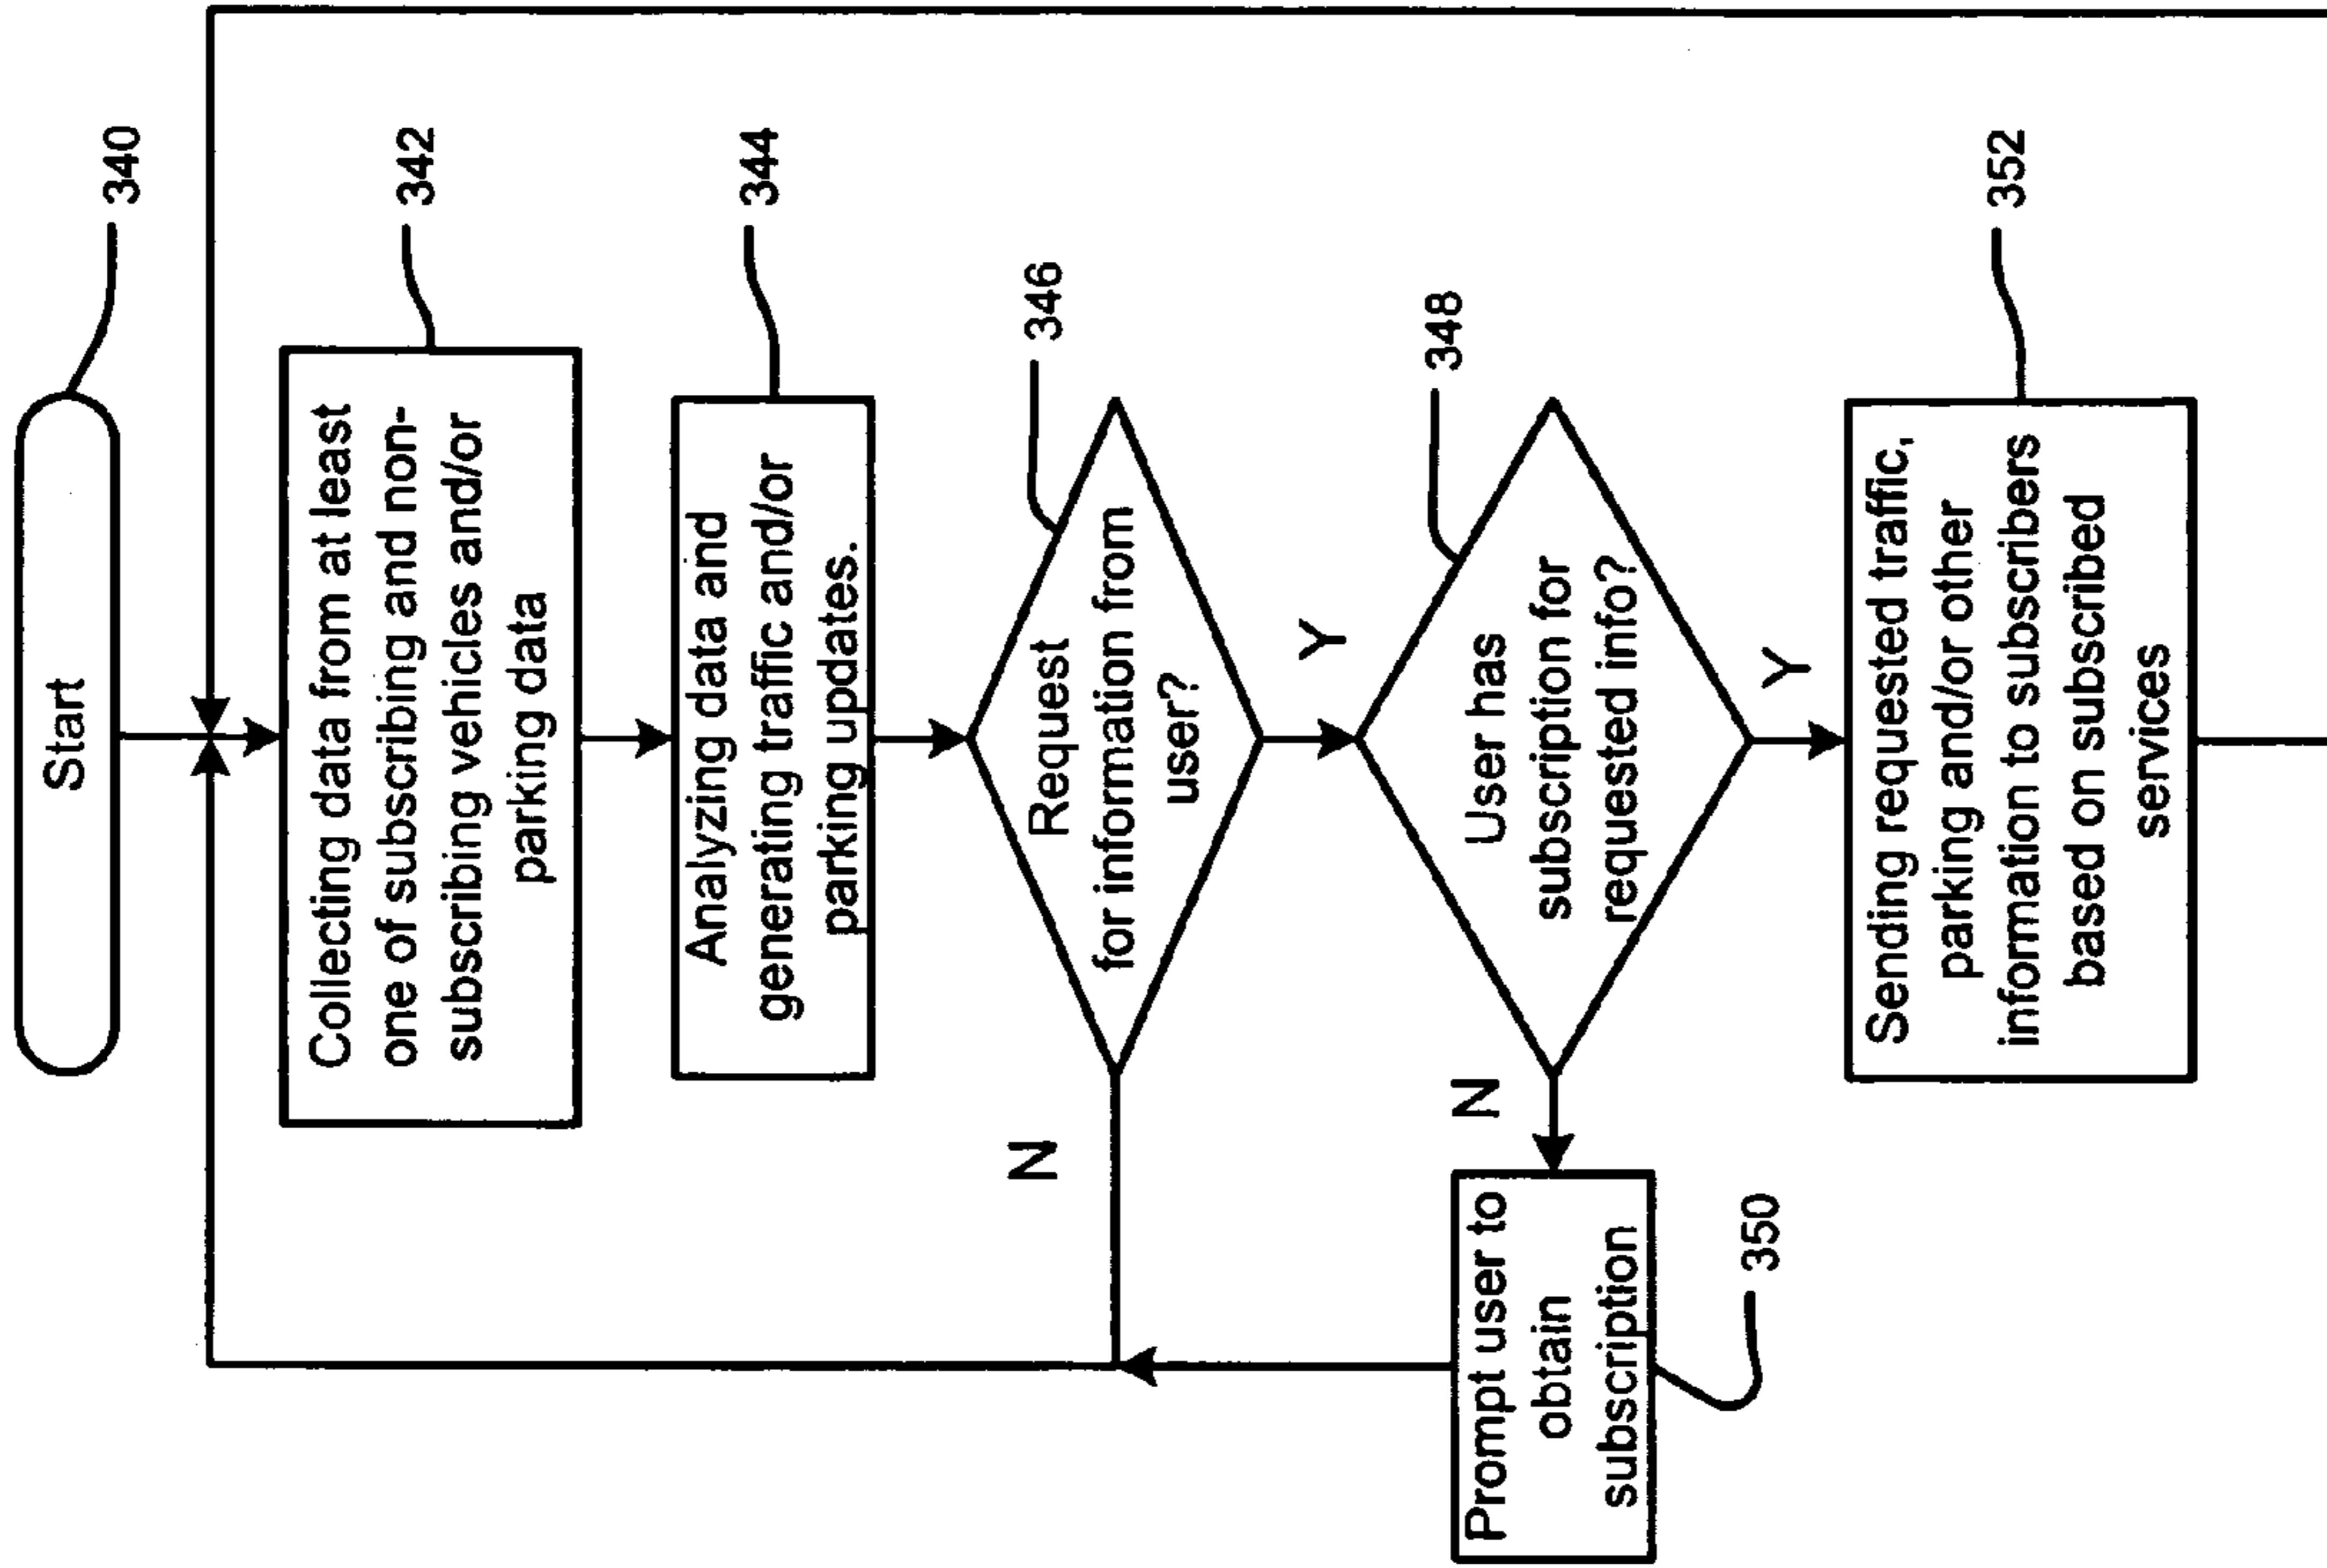 Start
340
Collecting data from at least
one of subscribing and non-
subscribing vehicles and/or
parking data
342
Analyzing data and
generating traffic and/or
parking updates.
344
Request
for information from
user?
346
N
Y
User has
subscription for
requested info?
348
N
Y
Prompt user to
obtain
subscription
350
Sending requested traffic,
parking and/or other
information to subscribers
based on subscribed
services
352